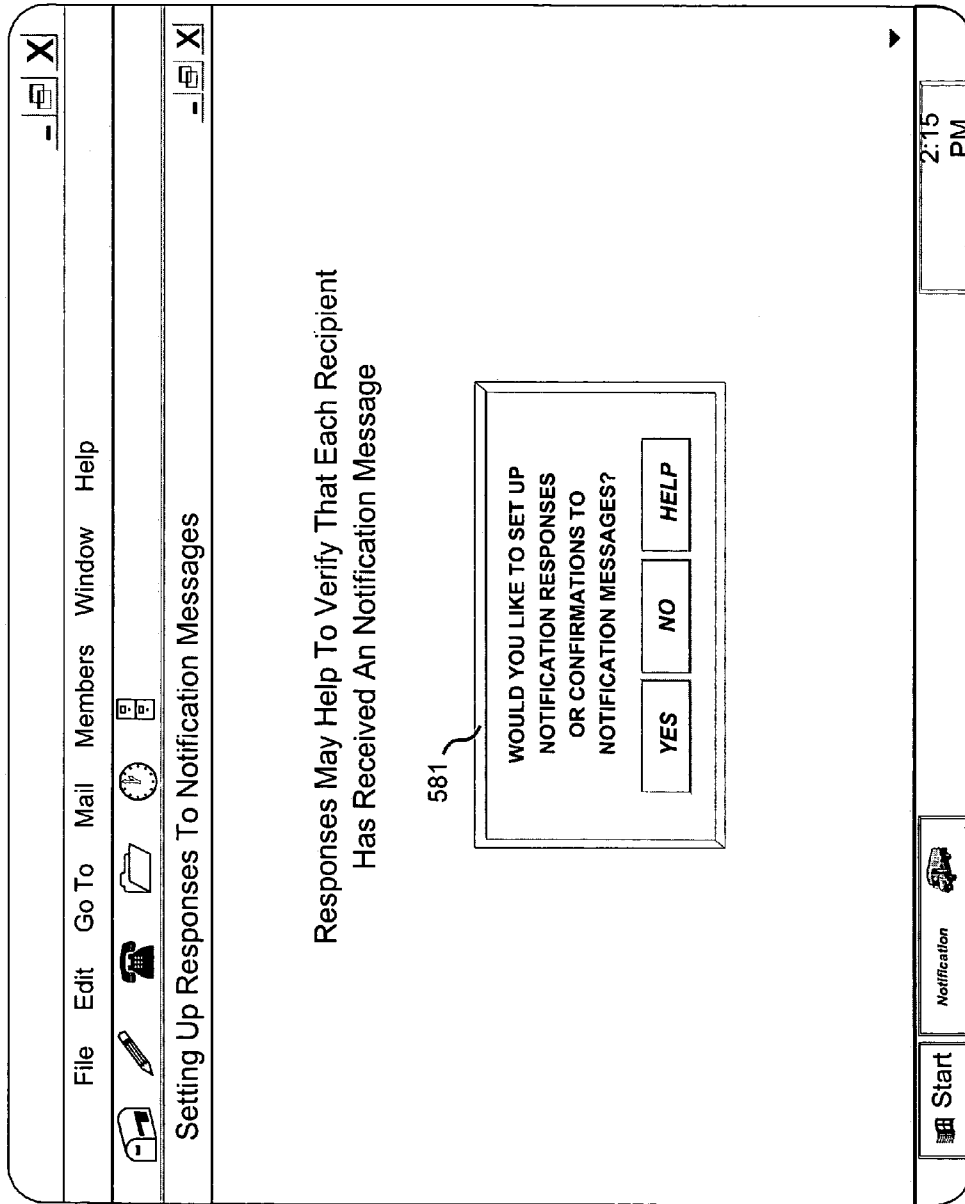 File Edit Go To Mail Members Window Help
Setting Up Responses To Notification Messages
Responses May Help To Verify That Each Recipient
Has Received An Notification Message
581
WOULD YOU LIKE TO SET UP
NOTIFICATION RESPONSES
OR CONFIRMATIONS TO
NOTIFICATION MESSAGES?
YES NO HELP
Start Notification 2:15
PM